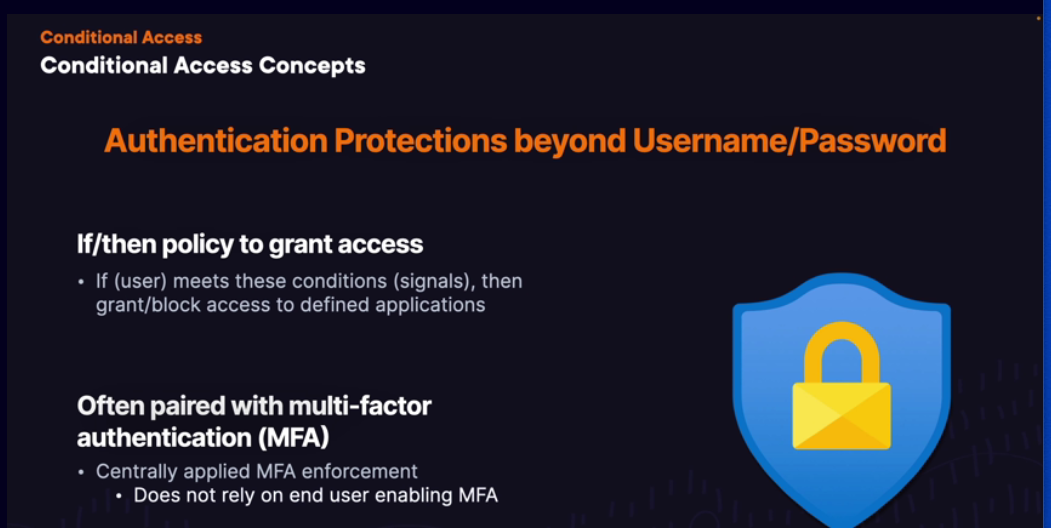 Conditional Access
Conditional Access Concepts
Authentication Protections beyond Username/Password
If/then policy to grant access
• If (user) meets these conditions (signals), then
grant/block access to defined applications
Often paired with multi-factor
authentication (MFA)
• Centrally applied MFA enforcement
• Does not rely on end user enabling MFA